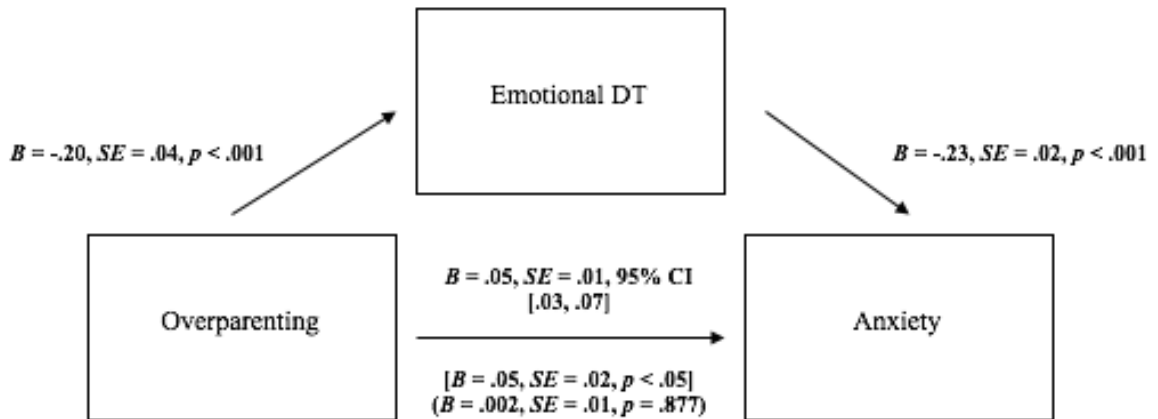 Emotional DT
B = -.20, SE = .04, p < .001
B = -.23, SE = .02, p < .001
Overparenting
B = .05, SE = .01, 95% CI
[.03, .07]
Anxiety
[B = .05, SE = .02, p < .05]
(B = .002, SE = .01, p = .877)